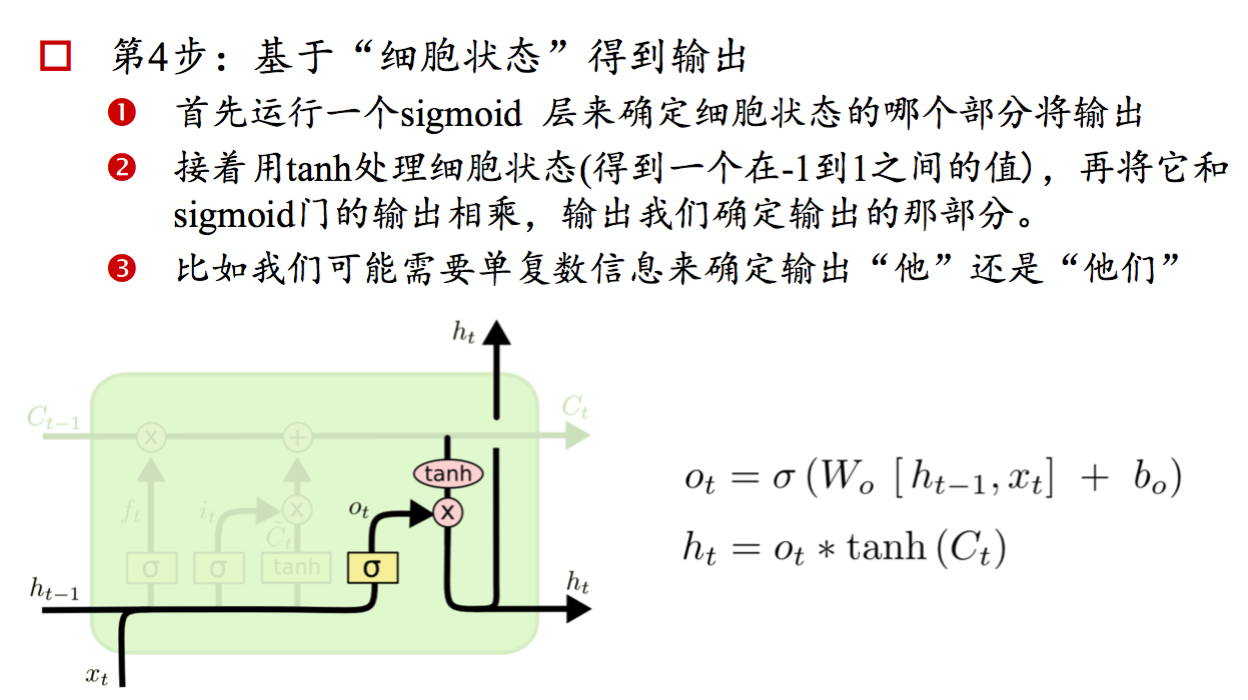 第4步：基于“细胞状态”得到输出
❶ 首先运行一个sigmoid 层来确定细胞状态的哪个部分将输出
❷ 接着用tanh处理细胞状态(得到一个在-1到1之间的值)，再将它和
sigmoid门的输出相乘，输出我们确定输出的那部分。
❸ 比如我们可能需要单复数信息来确定输出“他”还是“他们”
h_t
C_{t-1}
C_t
x
+
tanh
f_t
i_t
x
o_t
x
C̃_t
σ
σ
tanh
σ
h_{t-1}
h_t
x_t
o_t = σ (W_o [h_{t-1}, x_t] + b_o)
h_t = o_t * tanh (C_t)